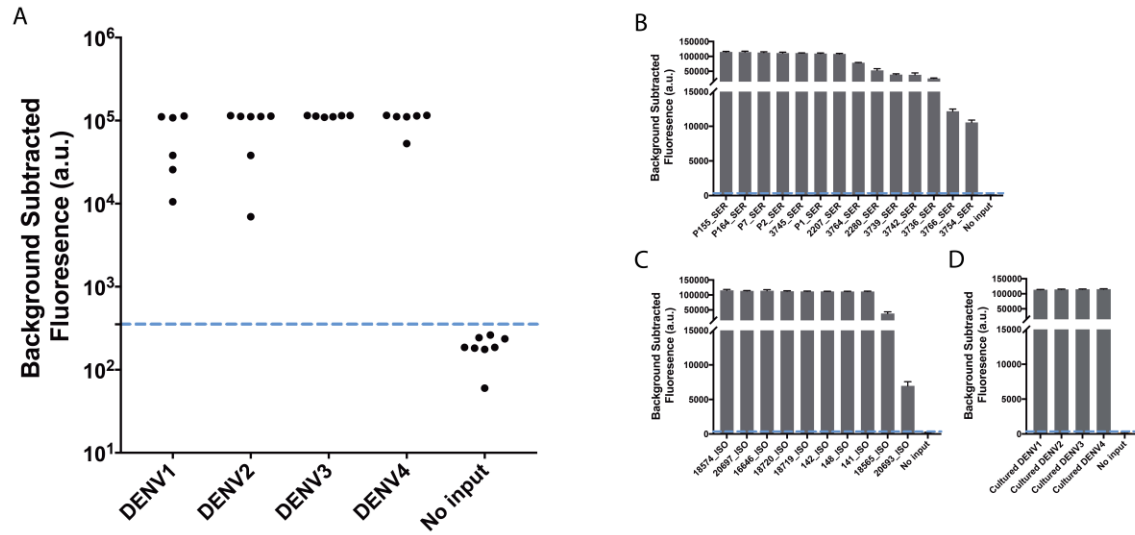 A
Background Subtracted
Fluoresence (a.u.)
10⁶
10⁵
10⁴
10³
10²
10¹
DENV1
DENV2
DENV3
DENV4
No input
B
Background Subtracted
Fluoresence (a.u.)
150000
100000
50000
15000
10000
5000
0
P155_SER
P164_SER
P7_SER
P2_SER
3745_SER
P1_SER
2207_SER
3764_SER
2280_SER
3739_SER
3742_SER
3736_SER
3766_SER
3754_SER
No input
C
Background Subtracted
Fluoresence (a.u.)
150000
100000
50000
15000
10000
5000
0
18574_ISO
20697_ISO
16646_ISO
18720_ISO
18719_ISO
142_ISO
148_ISO
141_ISO
18565_ISO
20693_ISO
No input
D
Background Subtracted
Fluoresence (a.u.)
150000
100000
50000
15000
10000
5000
0
Cultured DENV1
Cultured DENV2
Cultured DENV3
Cultured DENV4
No input